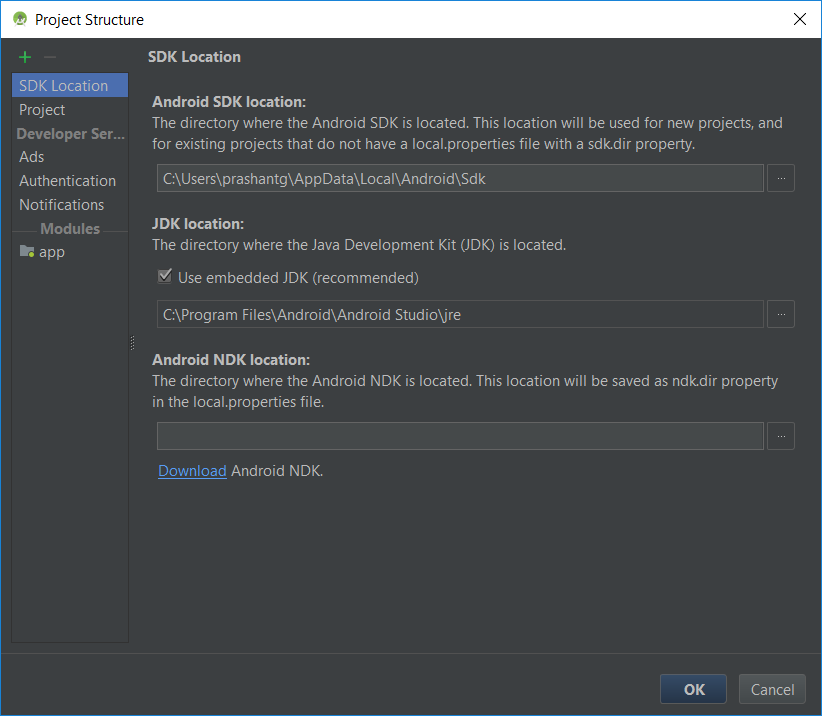 Project Structure
SDK Location
Project
Developer Ser...
Ads
Authentication
Notifications
Modules
app
SDK Location
Android SDK location:
The directory where the Android SDK is located. This location will be used for new projects, and
for existing projects that do not have a local.properties file with a sdk.dir property.
C:\Users\prashantg\AppData\Local\Android\Sdk
...
JDK location:
The directory where the Java Development Kit (JDK) is located.
Use embedded JDK (recommended)
C:\Program Files\Android\Android Studio\jre
...
Android NDK location:
The directory where the Android NDK is located. This location will be saved as ndk.dir property
in the local.properties file.
...
Download Android NDK.
OK
Cancel